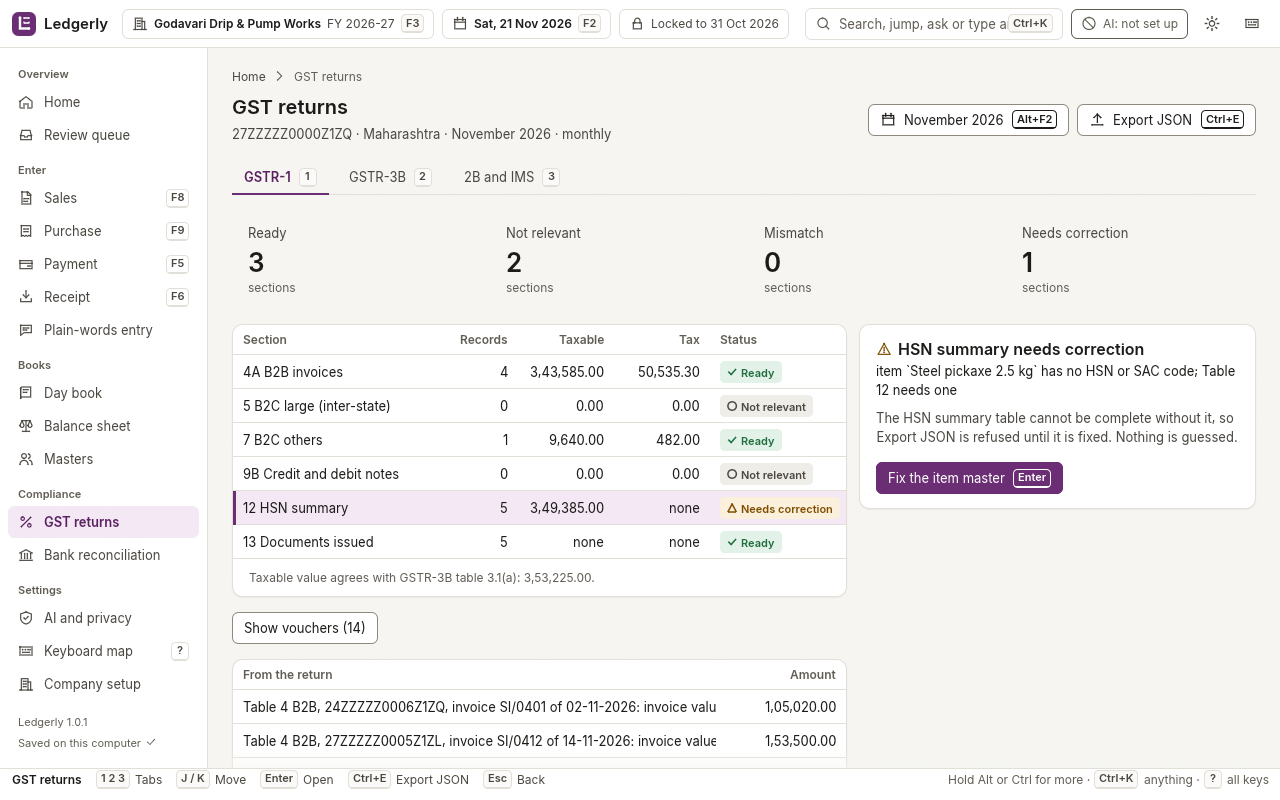 Ledgerly
Godavari Drip & Pump Works FY 2026-27 F3
Sat, 21 Nov 2026 F2
Locked to 31 Oct 2026
Search, jump, ask or type a Ctrl+K
AI: not set up
Overview
Home
Review queue
Enter
Sales F8
Purchase F9
Payment F5
Receipt F6
Plain-words entry
Books
Day book
Balance sheet
Masters
Compliance
GST returns
Bank reconciliation
Settings
AI and privacy
Keyboard map ?
Company setup
Ledgerly 1.0.1
Saved on this computer
Home GST returns
GST returns
27ZZZZZ0000Z1ZQ · Maharashtra · November 2026 · monthly
November 2026 Alt+F2
Export JSON Ctrl+E
GSTR-1 1 GSTR-3B 2 2B and IMS 3
Ready Not relevant Mismatch Needs correction
3 2 0 1
sections sections sections sections
Section Records Taxable Tax Status
4A B2B invoices 4 3,43,585.00 50,535.30 Ready
5 B2C large (inter-state) 0 0.00 0.00 Not relevant
7 B2C others 1 9,640.00 482.00 Ready
9B Credit and debit notes 0 0.00 0.00 Not relevant
12 HSN summary 5 3,49,385.00 none Needs correction
13 Documents issued 5 none none Ready
Taxable value agrees with GSTR-3B table 3.1(a): 3,53,225.00.
HSN summary needs correction
item `Steel pickaxe 2.5 kg` has no HSN or SAC code; Table
12 needs one
The HSN summary table cannot be complete without it, so
Export JSON is refused until it is fixed. Nothing is guessed.
Fix the item master Enter
Show vouchers (14)
From the return Amount
Table 4 B2B, 24ZZZZZ0006Z1ZQ, invoice SI/0401 of 02-11-2026: invoice valu 1,05,020.00
Table 4 B2B, 27ZZZZZ0005Z1ZL, invoice SI/0412 of 14-11-2026: invoice value 1,53,500.00
GST returns 1 2 3 Tabs J / K Move Enter Open Ctrl+E Export JSON Esc Back
Hold Alt or Ctrl for more · Ctrl+K anything · ? all keys